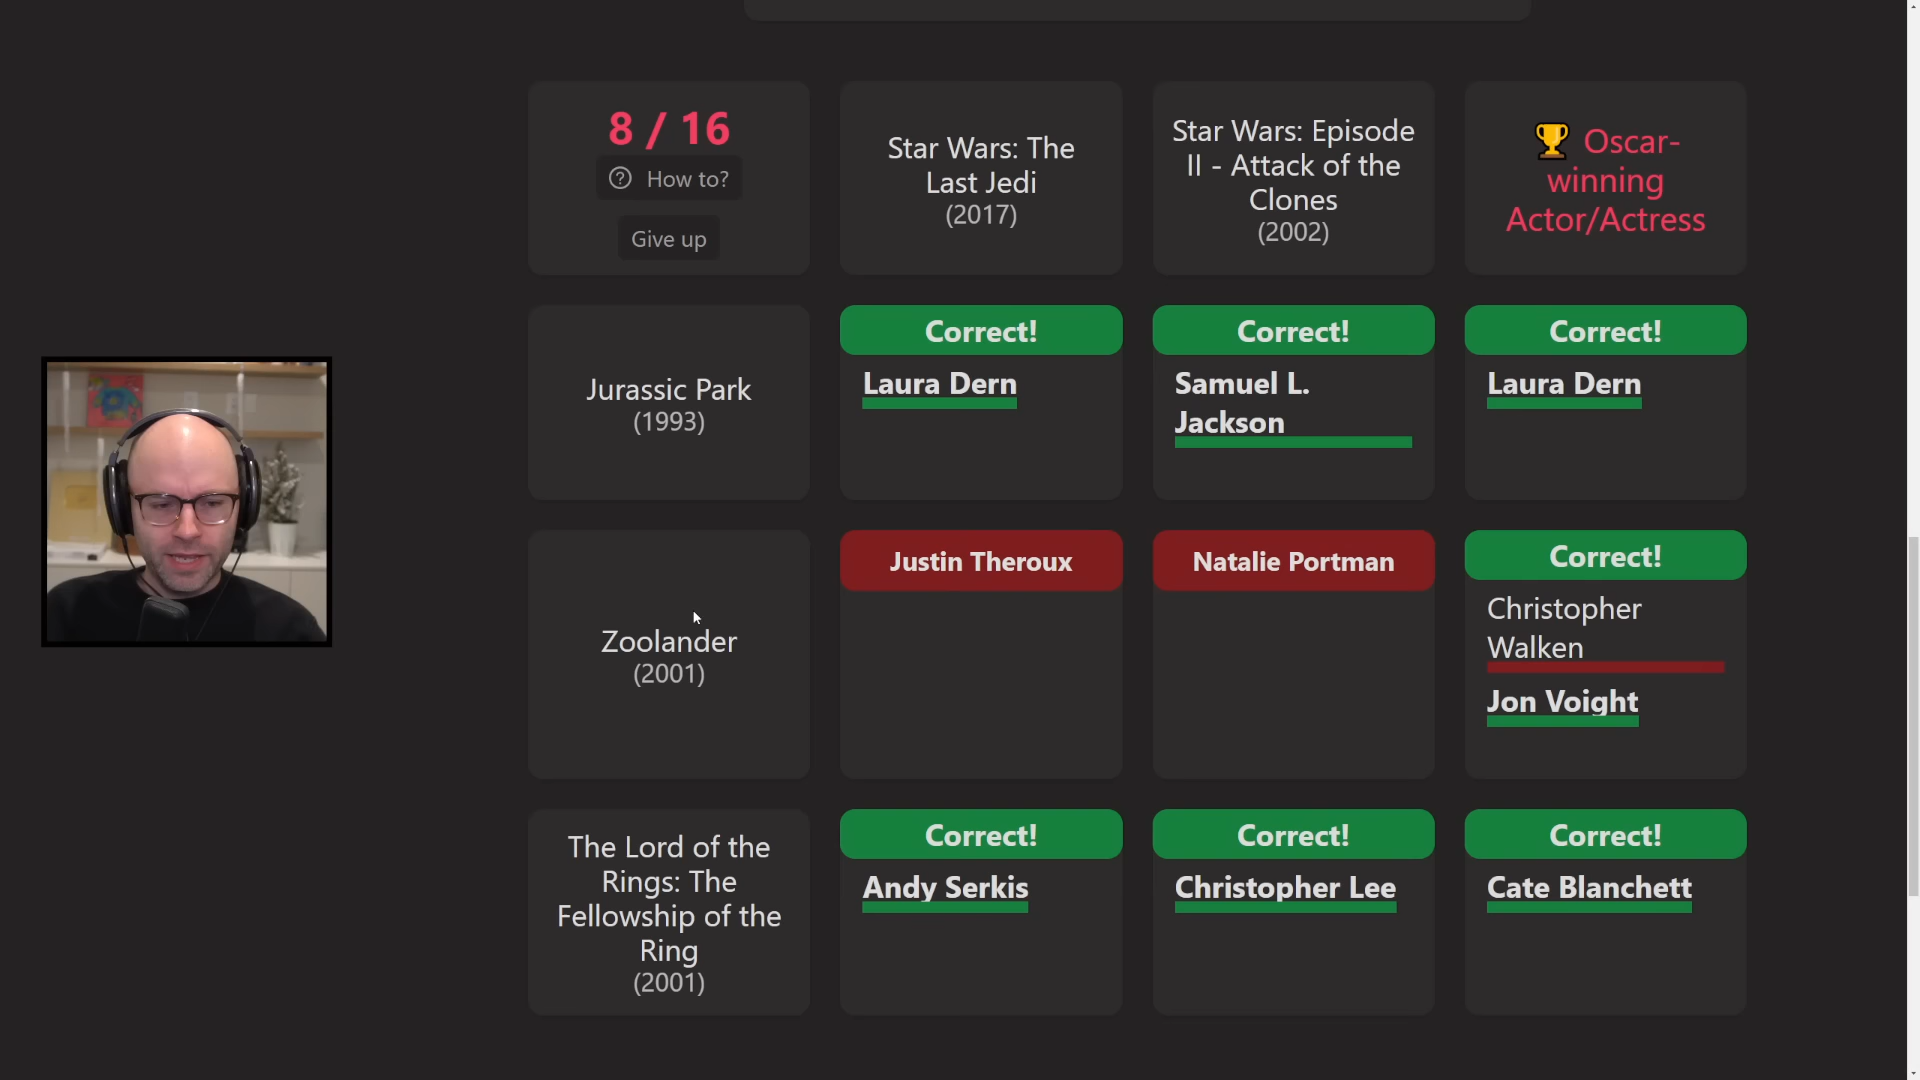 8 / 16
How to?
Give up
Star Wars: The
Last Jedi
(2017)
Star Wars: Episode
II - Attack of the
Clones
(2002)
🏆 Oscar-
winning
Actor/Actress
Jurassic Park
(1993)
Correct!
Laura Dern
Correct!
Samuel L.
Jackson
Correct!
Laura Dern
Zoolander
(2001)
Justin Theroux
Natalie Portman
Correct!
Christopher
Walken
Jon Voight
The Lord of the
Rings: The
Fellowship of the
Ring
(2001)
Correct!
Andy Serkis
Correct!
Christopher Lee
Correct!
Cate Blanchett